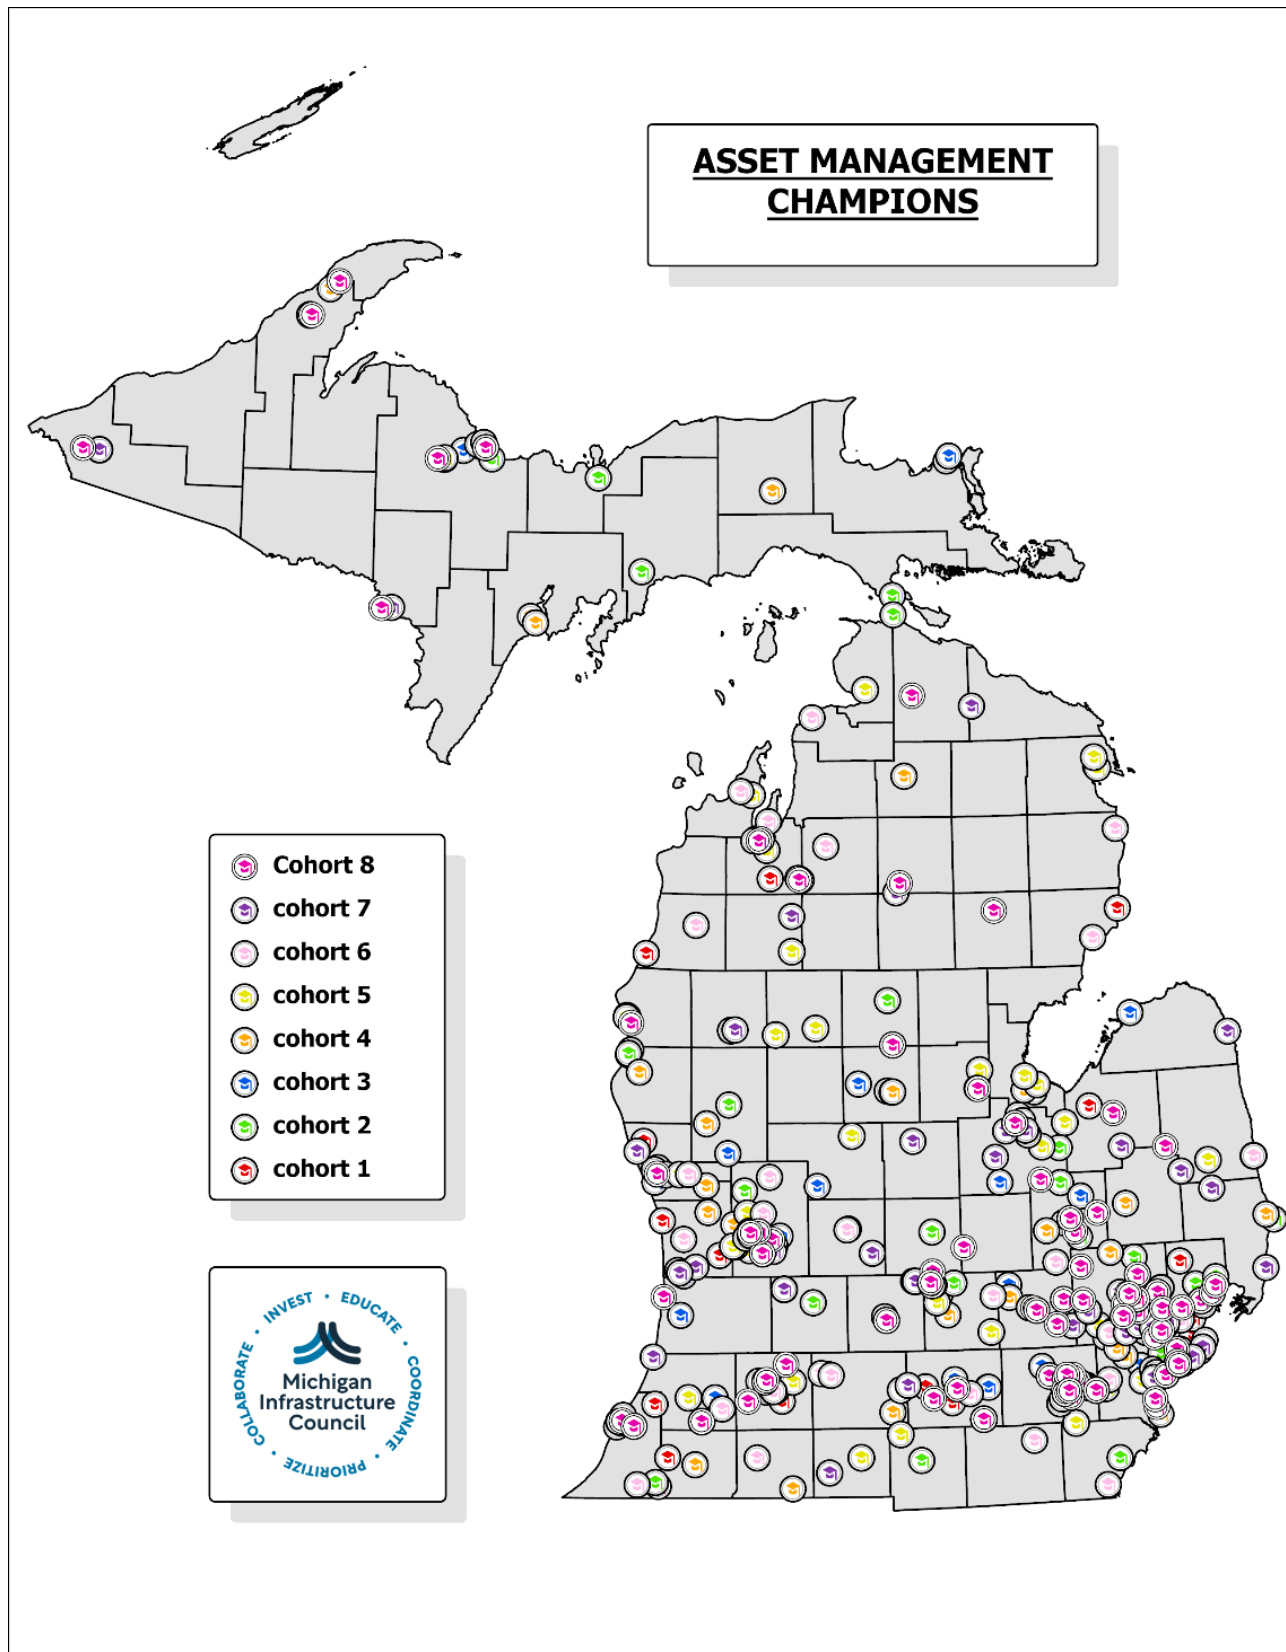 ASSET MANAGEMENT
CHAMPIONS
Cohort 8
cohort 7
cohort 6
cohort 5
cohort 4
cohort 3
cohort 2
cohort 1
INVEST • EDUCATE • COORDINATE • PRIORITIZE • COLLABORATE •
Michigan
Infrastructure
Council